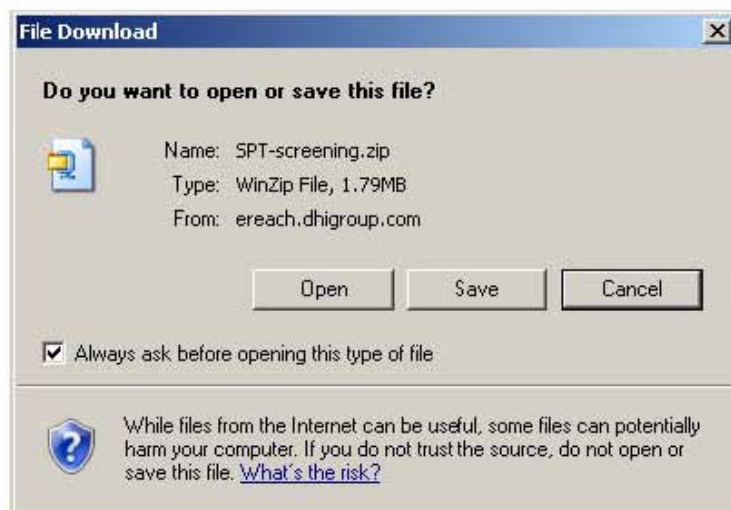 File Download
Do you want to open or save this file?
Name: SPT-screening.zip
Type: WinZip File, 1.79MB
From: ereach.dhigroup.com
Open Save Cancel
Always ask before opening this type of file
While files from the Internet can be useful, some files can potentially
harm your computer. If you do not trust the source, do not open or
save this file. What's the risk?